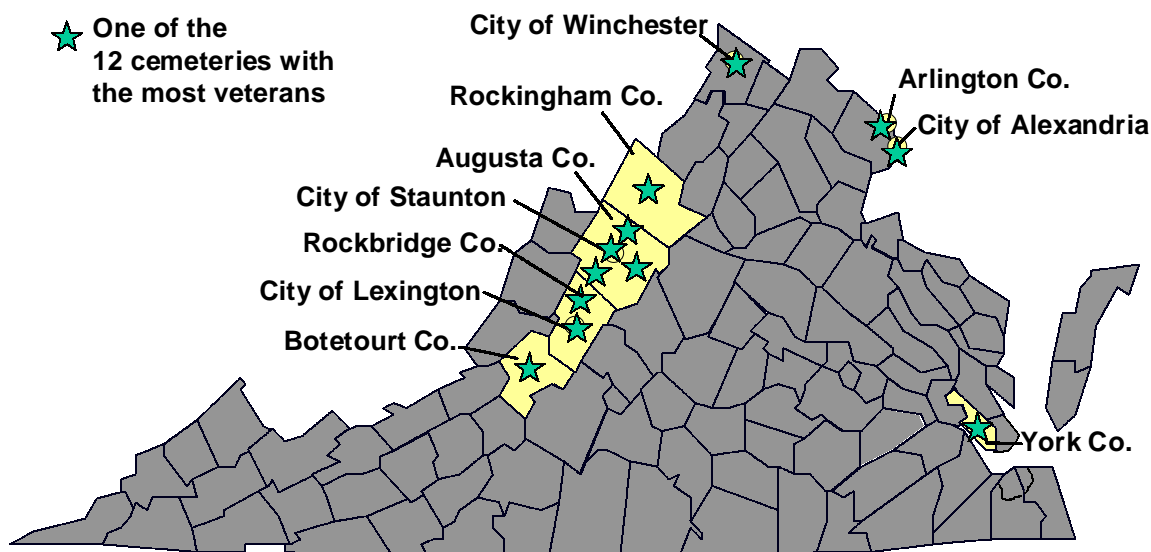 One of the
12 cemeteries with
the most veterans
City of Winchester
Arlington Co.
Rockingham Co.
City of Alexandria
Augusta Co.
City of Staunton
Rockbridge Co.
City of Lexington
Botetourt Co.
York Co.